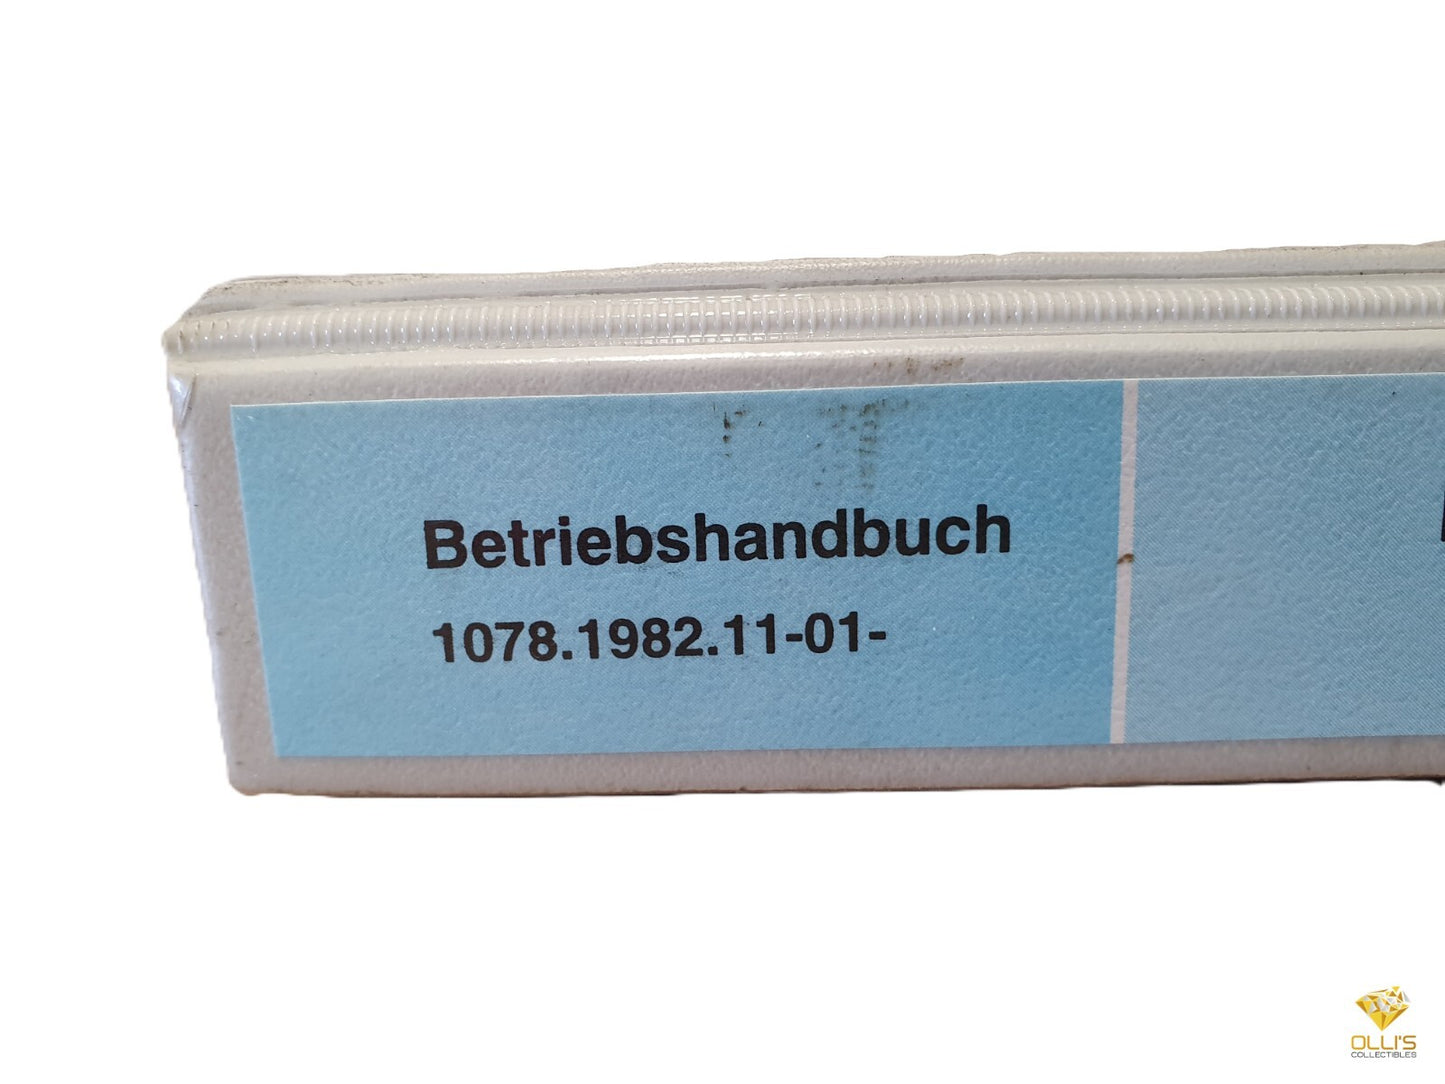 Betriebshandbuch
1078.1982.11-01-
OLLI'S
COLLECTIBLES